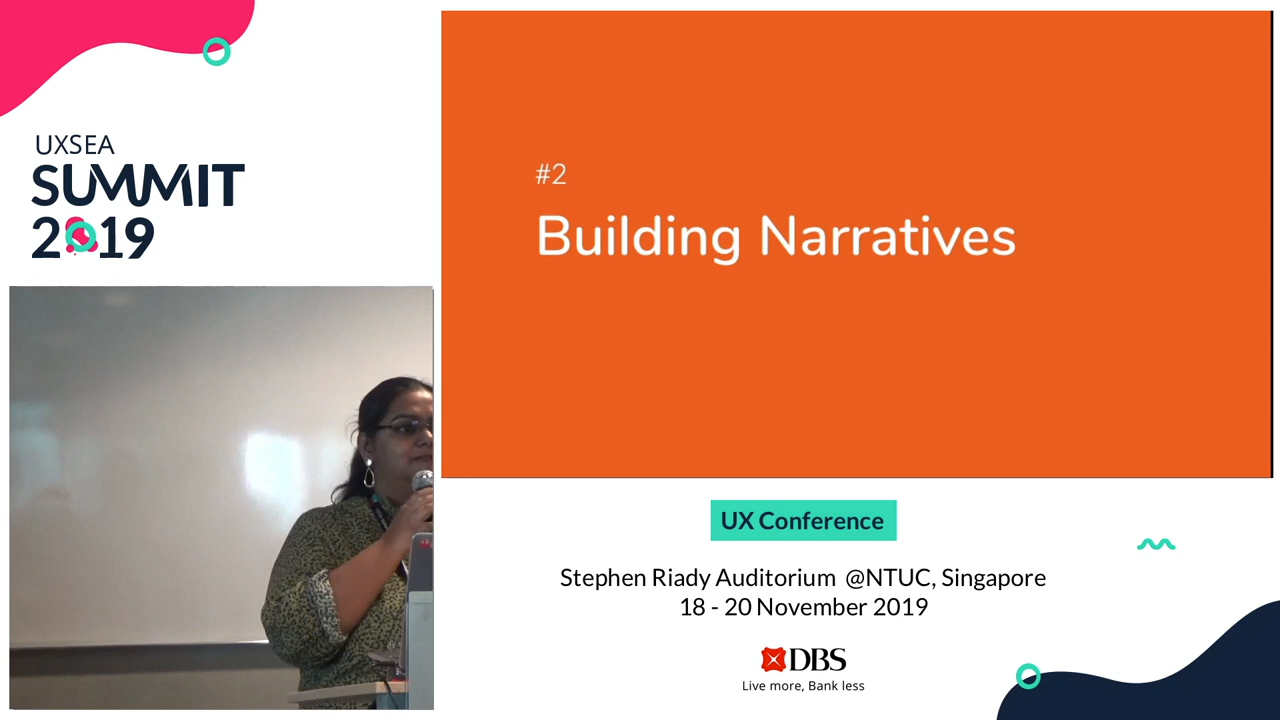 UXSEA
SUMMIT
2019
#2
Building Narratives
UX Conference
Stephen Riady Auditorium @NTUC, Singapore
18 - 20 November 2019
DBS
Live more, Bank less